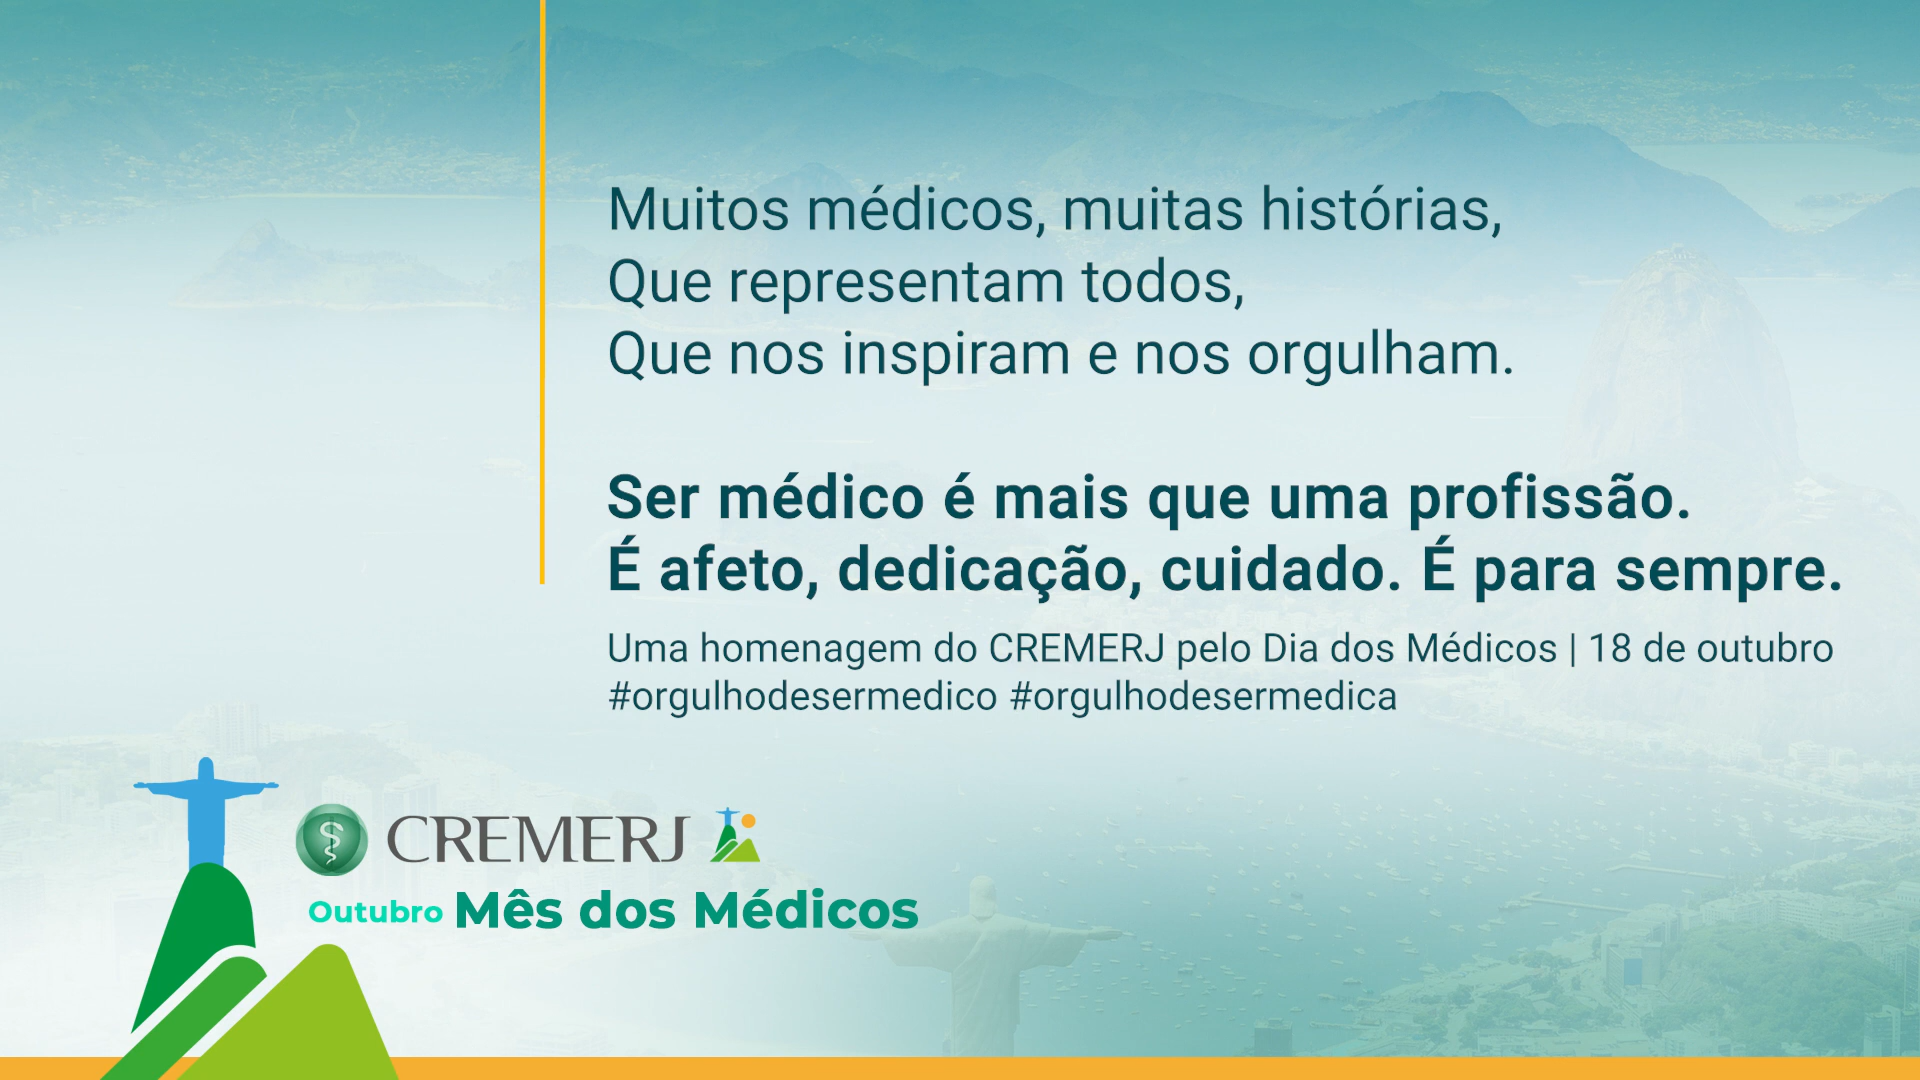 Muitos médicos, muitas histórias,
Que representam todos,
Que nos inspiram e nos orgulham.
Ser médico é mais que uma profissão.
É afeto, dedicação, cuidado. É para sempre.
Uma homenagem do CREMERJ pelo Dia dos Médicos | 18 de outubro
#orgulhodesermedico #orgulhodesermedica
CREMERJ
Outubro Mês dos Médicos